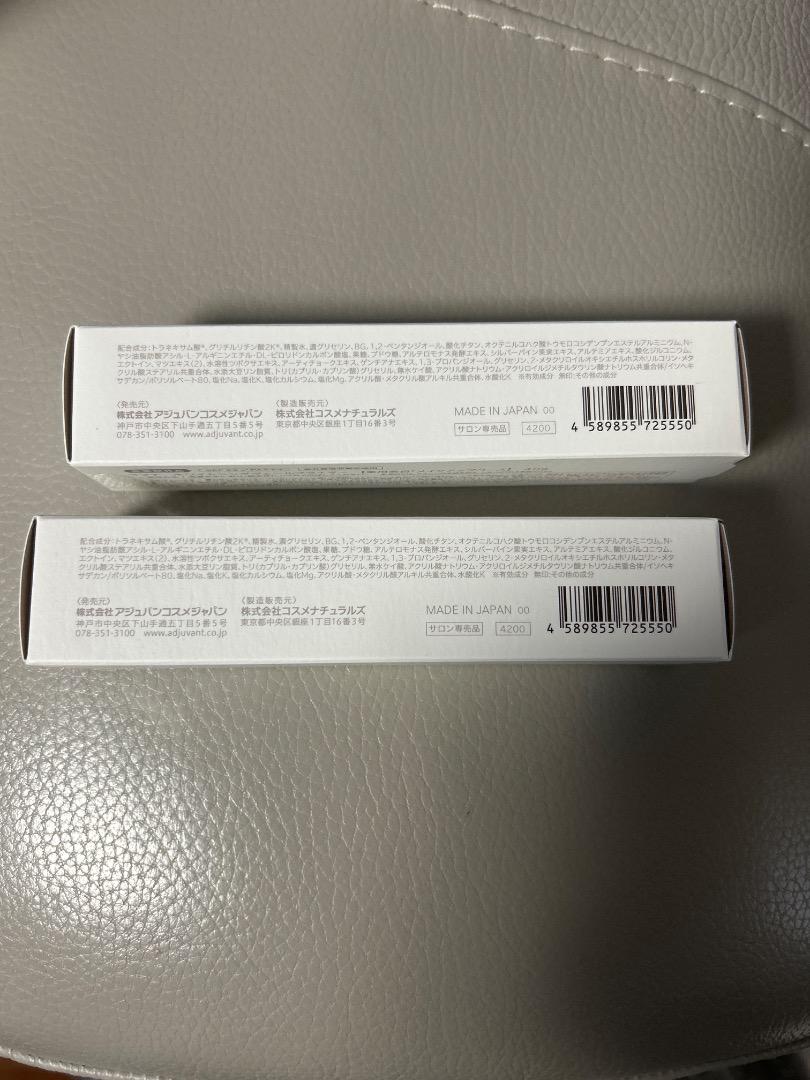 配合成分:トラネキサム酸*、グリチルリチン酸2K*、精製水、濃グリセリン、BG、1,2-ペンタンジオール、酸化チタン、オクテニルコハク酸トウモロコシデンプンエステルアルミニウム、N-
ヤシ油脂肪酸アシル-L-アルギニンエチル・DL-ピロリドンカルボン酸塩、果糖、ブドウ糖、アルテロモナス発酵エキス、シルバーバイン果実エキス、アルテミアエキス、酸化ジルコニウム、
エクトイン、マツエキス(2)、水溶性ツボクサエキス、アーティチョークエキス、ゲンチアナエキス、1,3-プロパンジオール、グリセリン、2-メタクリロイルオキシエチルホスホリルコリン・メタ
クリル酸ステアリル共重合体、水添大豆リン脂質、トリ(カプリル・カプリン酸)グリセリル、無水ケイ酸、アクリル酸ナトリウム・アクリロイルジメチルタウリン酸ナトリウム共重合体/イソヘキ
サデカン/ポリソルベート80、塩化Na、塩化K、塩化カルシウム、塩化Mg、アクリル酸・メタクリル酸アルキル共重合体、水酸化K ※有効成分 無印:その他の成分
〈発売元〉 〈製造販売元〉
株式会社アジュバンコスメジャパン 株式会社コスメナチュラルズ MADE IN JAPAN 00
神戸市中央区下山手通五丁目5番5号 東京都中央区銀座1丁目16番3号
078-351-3100 www.adjuvant.co.jp サロン専売品 4200 4 589855 725550
配合成分:トラネキサム酸*、グリチルリチン酸2K*、精製水、濃グリセリン、BG、1,2-ペンタンジオール、酸化チタン、オクテニルコハク酸トウモロコシデンプンエステルアルミニウム、
N-ヤシ油脂肪酸アシル-L-アルギニンエチル・DL-ピロリドンカルボン酸塩、果糖、ブドウ糖、アルテロモナス発酵エキス、シルバーバイン果実エキス、アルテミアエキス、酸化ジルコニウム、
エクトイン、マツエキス(2)、水溶性ツボクサエキス、アーティチョークエキス、ゲンチアナエキス、1,3-プロパンジオール、グリセリン、2-メタクリロイルオキシエチルホスホリルコリン・メタ
クリル酸ステアリル共重合体、水添大豆リン脂質、トリ(カプリル・カプリン酸)グリセリル、無水ケイ酸、アクリル酸ナトリウム・アクリロイルジメチルタウリン酸ナトリウム共重合体/イソヘキ
サデカン/ポリソルベート80、塩化Na、塩化K、塩化カルシウム、塩化Mg、アクリル酸・メタクリル酸アルキル共重合体、水酸化K ※有効成分 無印:その他の成分
〈発売元〉 〈製造販売元〉
株式会社アジュバンコスメジャパン 株式会社コスメナチュラルズ MADE IN JAPAN 00
神戸市中央区下山手通五丁目5番5号 東京都中央区銀座1丁目16番3号
078-351-3100 www.adjuvant.co.jp サロン専売品 4200 4 589855 725550